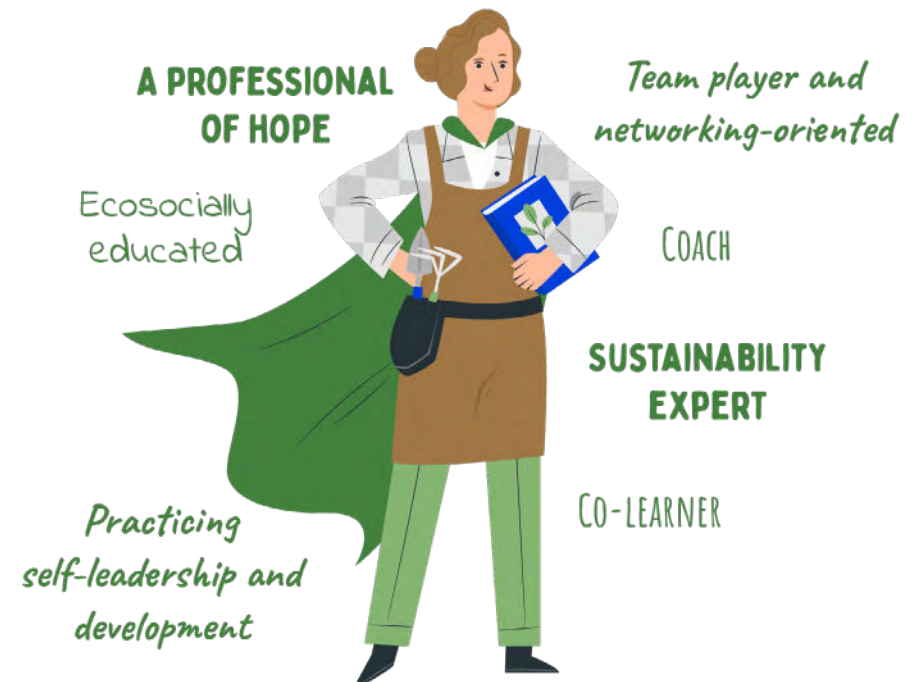 A PROFESSIONAL
OF HOPE
Team player and
networking-oriented
Ecosocially
educated
COACH
SUSTAINABILITY
EXPERT
CO-LEARNER
Practicing
self-leadership and
development